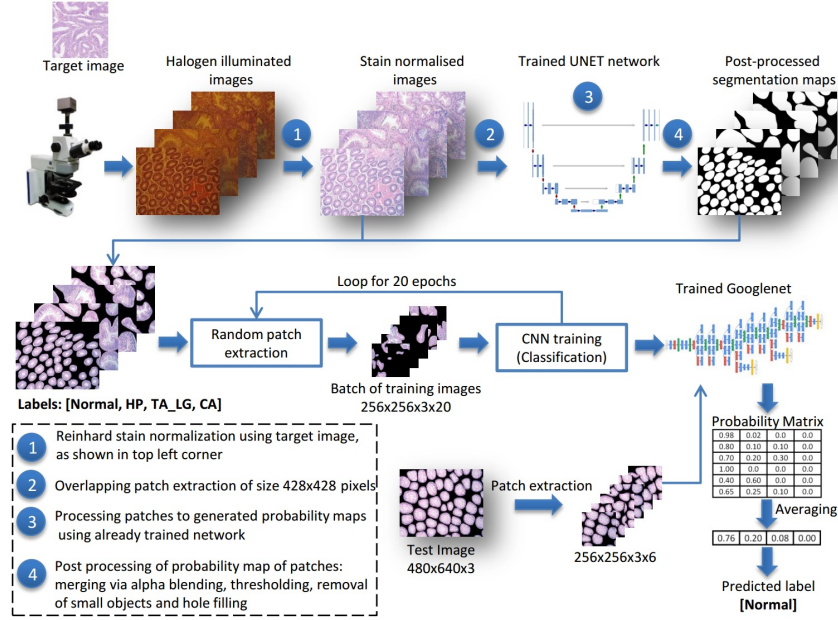 Target image
Halogen illuminated
images
Stain normalised
images
Trained UNET network
Post-processed
segmentation maps
1
2
3
4
Loop for 20 epochs
Random patch
extraction
Batch of training images
256x256x3x20
CNN training
(Classification)
Trained Googlenet
Labels: [Normal, HP, TA_LG, CA]
1 Reinhard stain normalization using target image,
as shown in top left corner
2 Overlapping patch extraction of size 428x428 pixels
3 Processing patches to generated probability maps
using already trained network
4 Post processing of probability map of patches:
merging via alpha blending, thresholding, removal
of small objects and hole filling
Test Image
480x640x3
Patch extraction
256x256x3x6
Probability Matrix
0.98 0.02 0.0 0.0
0.80 0.10 0.10 0.0
0.70 0.20 0.30 0.0
1.00 0.0 0.0 0.0
0.40 0.60 0.0 0.0
0.65 0.25 0.10 0.0
Averaging
0.76 0.20 0.08 0.00
Predicted label
[Normal]